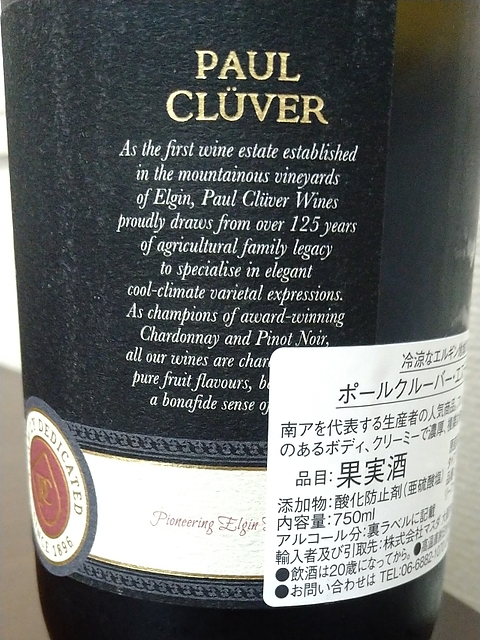 PAUL
CLÜVER
As the first wine estate established
in the mountainous vineyards
of Elgin, Paul Clüver Wines
proudly draws from over 125 years
of agricultural family legacy
to specialise in elegant
cool-climate varietal expressions.
As champions of award-winning
Chardonnay and Pinot Noir,
all our wines are
pure fruit flavours,
a bonafide sense of
DEDICATED
SINCE 1896
Pioneering Elgin
冷涼なエルギン
ポールクルーバー・エ
南アを代表する生産者の人気商品
のあるボディ、クリーミーで濃厚、
品目:果実酒
添加物:酸化防止剤(亜硫酸塩)
内容量:750ml
アルコール分:裏ラベルに記載
輸入者及び引取先:株式会社マスダ
●飲酒は20歳になってから。
●お問い合わせは TEL:06-6882-107